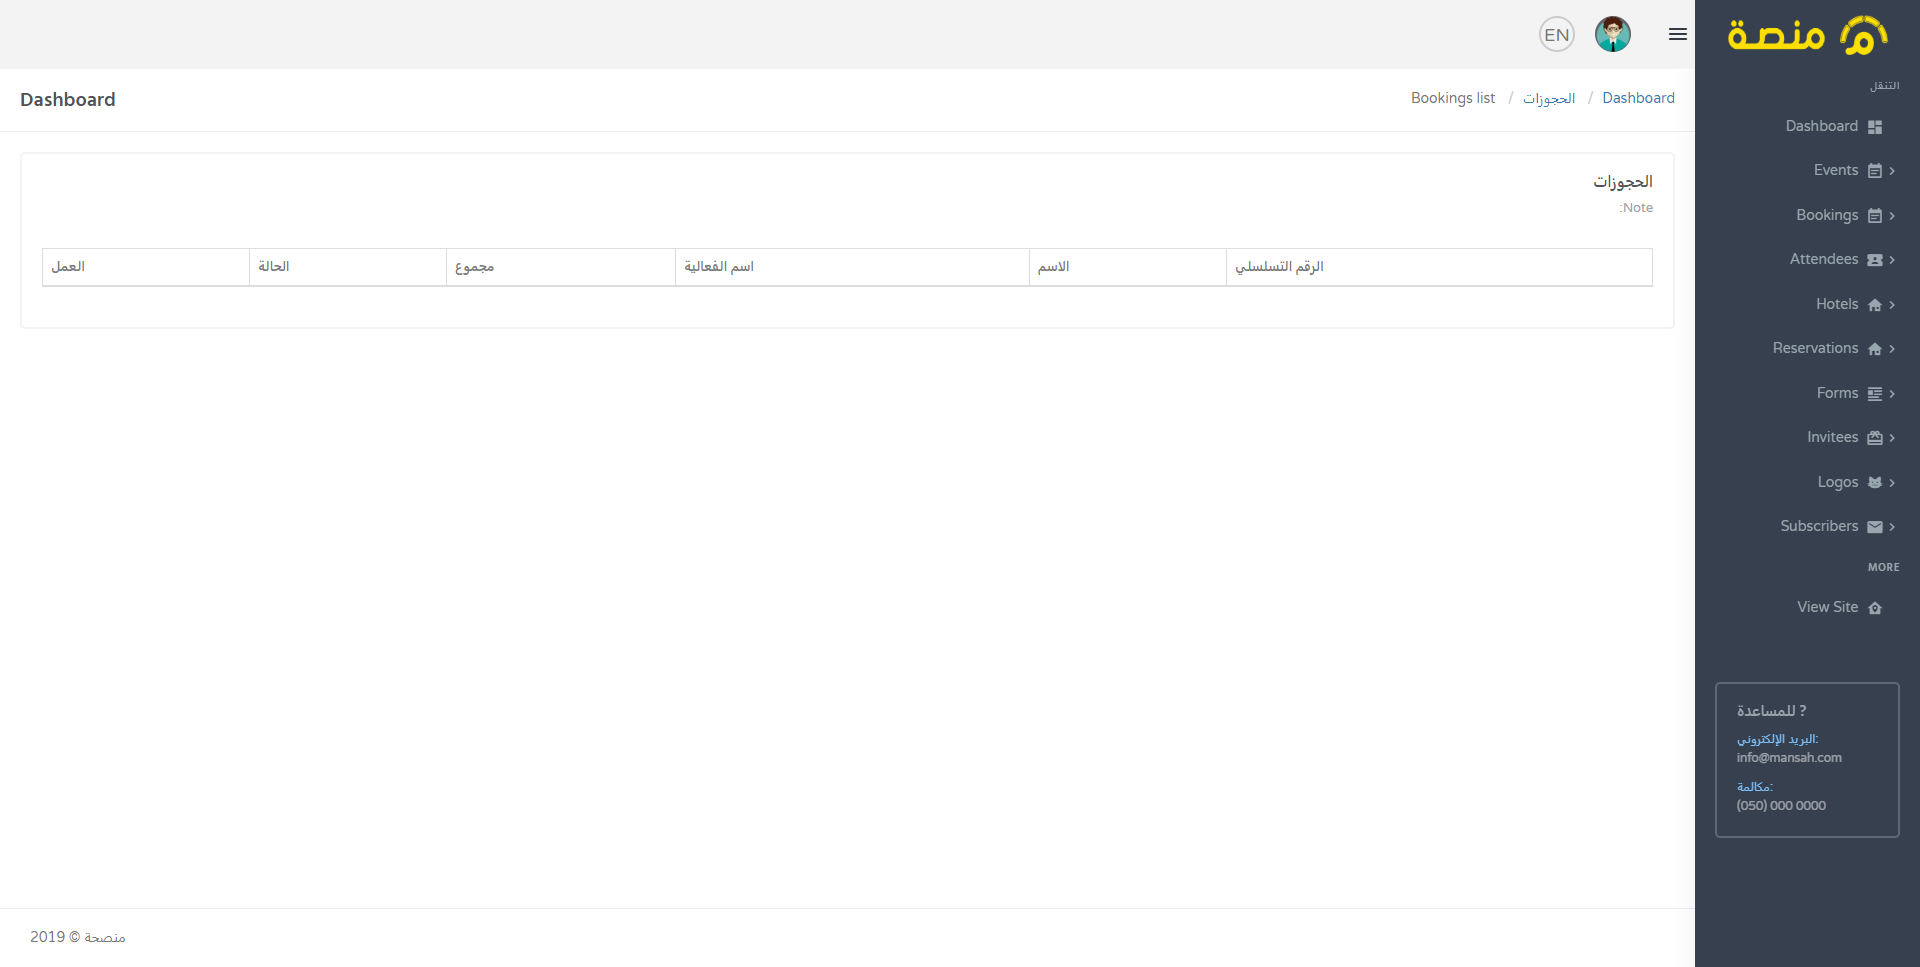 منصة
EN
Dashboard
Dashboard / الحجوزات / Bookings list
الحجوزات
Note:
الرقم التسلسلي
الاسم
اسم الفعالية
مجموع
الحالة
العمل
التنقل
Dashboard
Events
Bookings
Attendees
Hotels
Reservations
Forms
Invitees
Logos
Subscribers
MORE
View Site
للمساعدة ?
البريد الإلكتروني:
info@mansah.com
مكالمة:
(050) 000 0000
منصحة © 2019